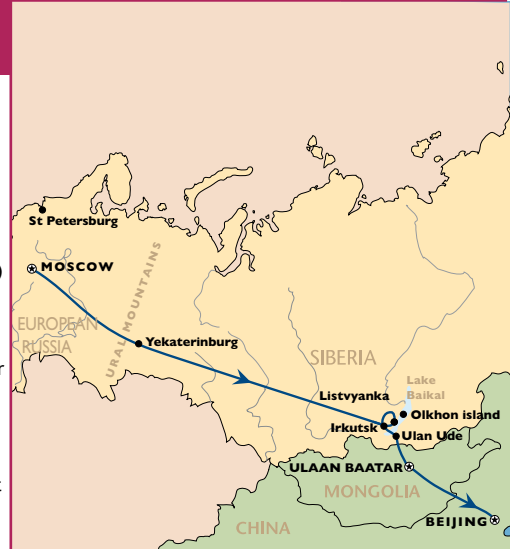 St Petersburg
MOSCOW
EUROPEAN
RUSSIA
URAL MOUNTAINS
Yekaterinburg
SIBERIA
Lake
Baikal
Listvyanka
Olkhon island
Irkutsk
Ulan Ude
ULAAN BAATAR
MONGOLIA
CHINA
BEIJING